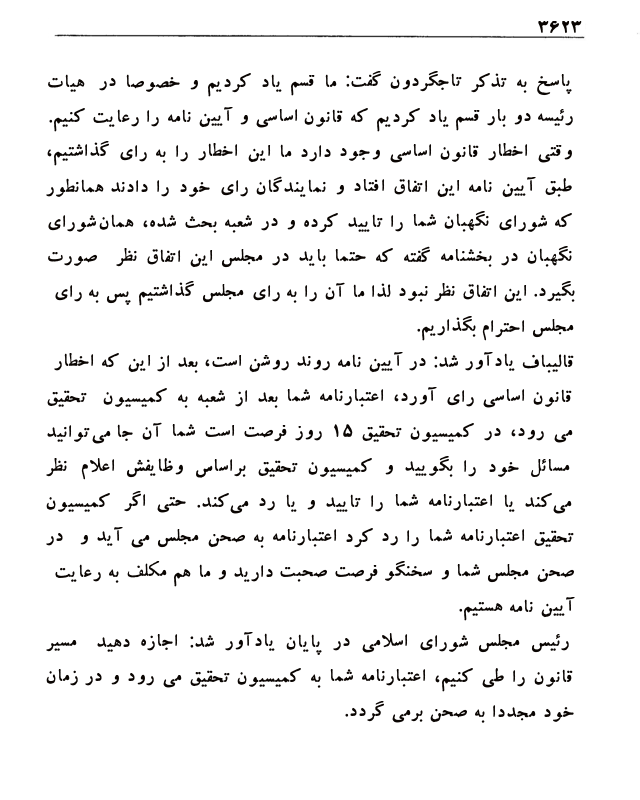 ۳۶۲۳
پاسخ به تذکر تاجگردون گفت: ما قسم یاد کردیم و خصوصا در هیات
رئیسه دو بار قسم یاد کردیم که قانون اساسی و آیین نامه را رعایت کنیم.
وقتی اخطار قانون اساسی وجود دارد ما این اخطار را به رای گذاشتیم،
طبق آیین نامه این اتفاق افتاد و نمایندگان رای خود را دادند همانطور
که شورای نگهبان شما را تایید کرده و در شعبه بحث شده، همان‌شورای
نگهبان در بخشنامه گفته که حتما باید در مجلس این اتفاق نظر صورت
بگیرد. این اتفاق نظر نبود لذا ما آن را به رای مجلس گذاشتیم پس به رای
مجلس احترام بگذاریم.
قالیباف یادآور شد: در آیین نامه روند روشن است، بعد از این که اخطار
قانون اساسی رای آورد، اعتبارنامه شما بعد از شعبه به کمیسیون تحقیق
می رود، در کمیسیون تحقیق ۱۵ روز فرصت است شما آن جا می‌توانید
مسائل خود را بگویید و کمیسیون تحقیق براساس وظایفش اعلام نظر
می‌کند یا اعتبارنامه شما را تایید و یا رد می‌کند. حتی اگر کمیسیون
تحقیق اعتبارنامه شما را رد کرد اعتبارنامه به صحن مجلس می آید و در
صحن مجلس شما و سخنگو فرصت صحبت دارید و ما هم مکلف به رعایت
آیین نامه هستیم.
رئیس مجلس شورای اسلامی در پایان یادآور شد: اجازه دهید مسیر
قانون را طی کنیم، اعتبارنامه شما به کمیسیون تحقیق می رود و در زمان
خود مجددا به صحن برمی گردد.